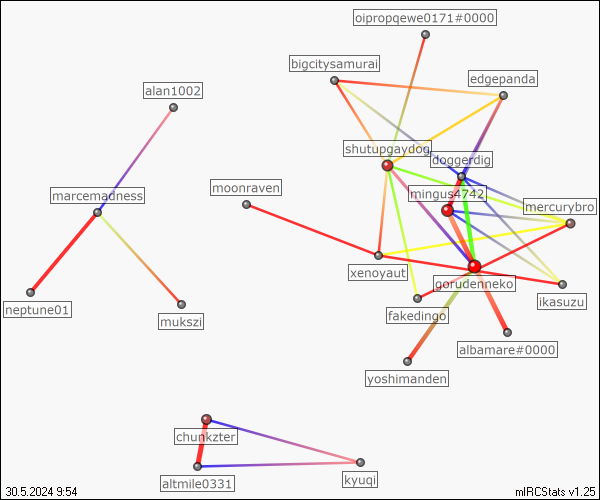 oipropqewe0171#0000
bigcitysamurai
edgepanda
alan1002
shutupgaydog
doggerdig
moonraven
marcemadness
mingus4742
mercurybro
xenoyaut
gorudenneko
ikasuzu
neptune01
fakedingo
mukszi
albamare#0000
yoshimanden
chunkzter
altmile0331
kyuqi
30.5.2024 9:54
mIRCStats v1.25